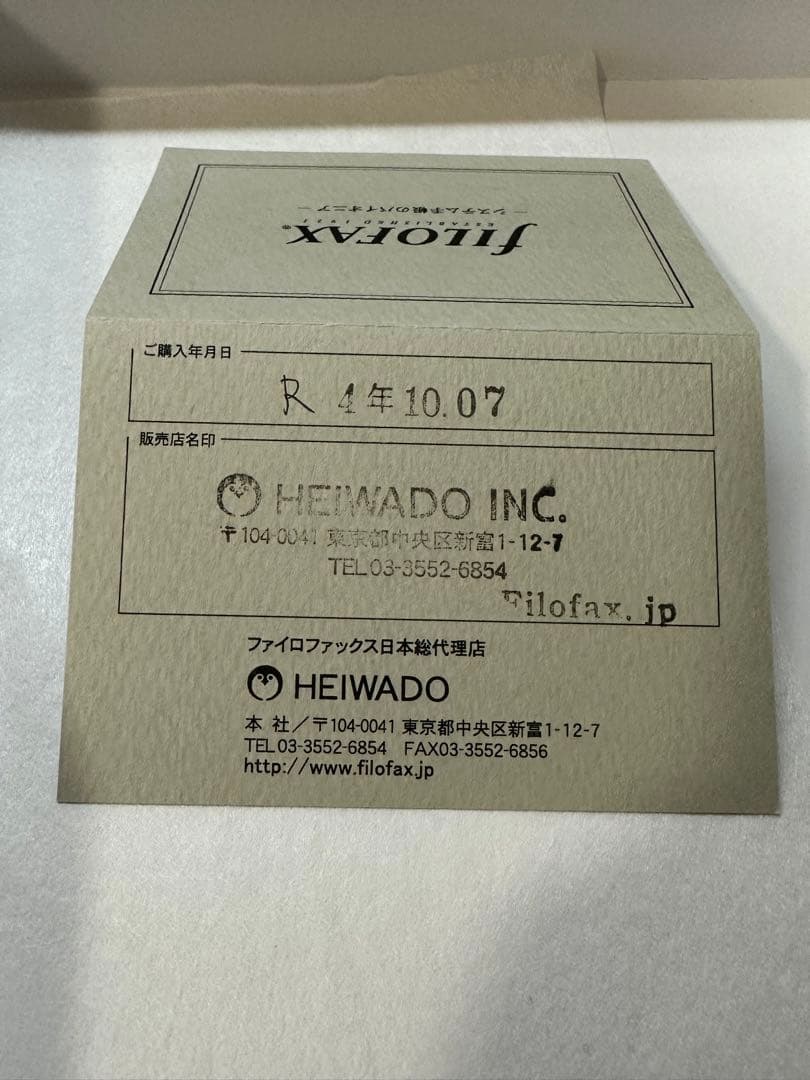 fILOFAX®
ESTABLISHED 1921
— システム手帳のパイオニア —
ご購入年月日
R 4年10.07
販売店名印
HEIWADO INC.
〒104-0041 東京都中央区新富1-12-7
TEL03-3552-6854
Filofax.jp
ファイロファックス日本総代理店
HEIWADO
本 社／〒104-0041 東京都中央区新富1-12-7
TEL03-3552-6854 FAX03-3552-6856
http://www.filofax.jp